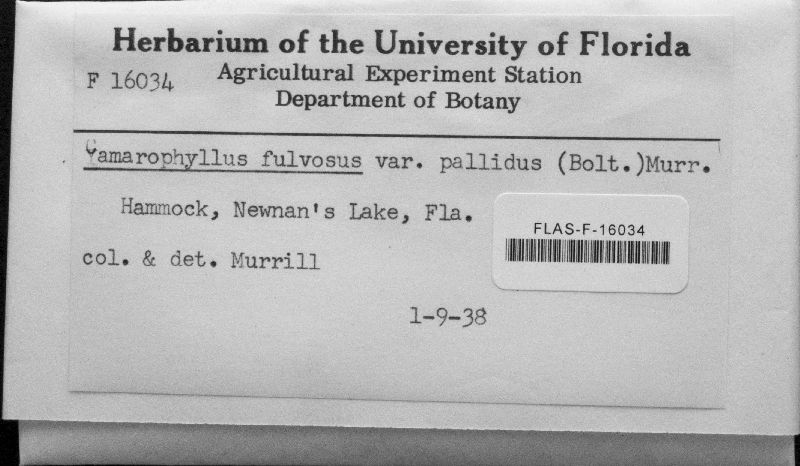 Herbarium of the University of Florida
F 16034 Agricultural Experiment Station
Department of Botany
Camarophyllus fulvosus var. pallidus (Bolt.)Murr.
Hammock, Newnan's Lake, Fla.
FLAS-F-16034
col. & det. Murrill
1-9-38